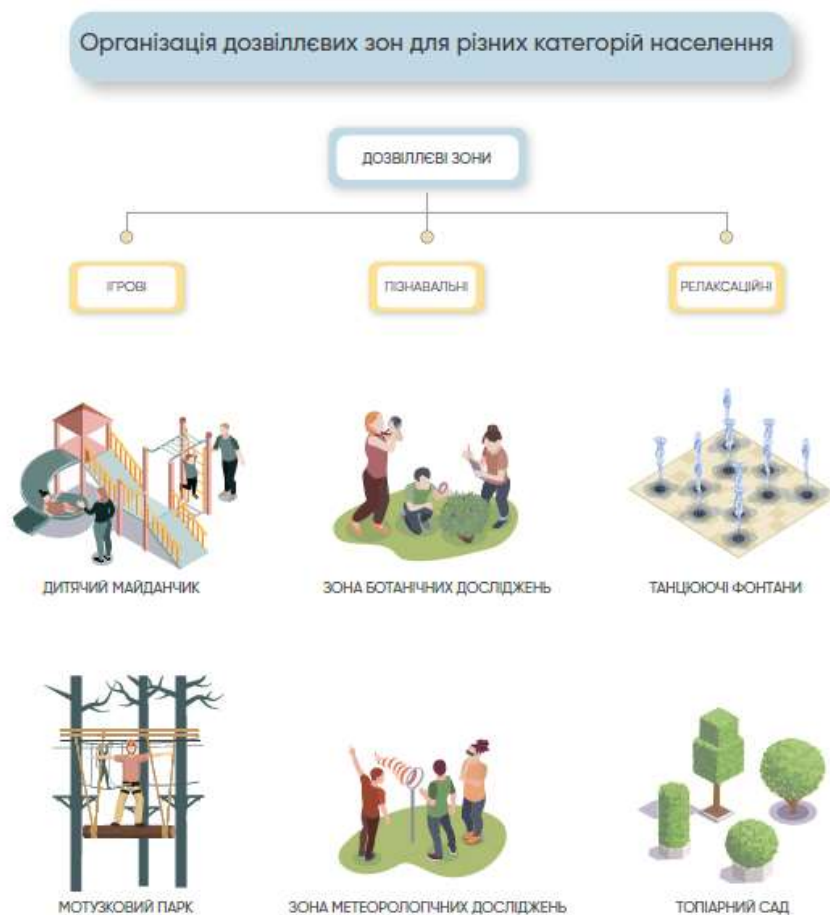 Організація дозвіллєвих зон для різних категорій населення
ДОЗВІЛЛЄВІ ЗОНИ
ІГРОВІ
ПІЗНАВАЛЬНІ
РЕЛАКСАЦІЙНІ
ДИТЯЧИЙ МАЙДАНЧИК
ЗОНА БОТАНІЧНИХ ДОСЛІДЖЕНЬ
ТАНЦЮЮЧІ ФОНТАНИ
МОТУЗКОВИЙ ПАРК
ЗОНА МЕТЕОРОЛОГІЧНИХ ДОСЛІДЖЕНЬ
ТОПІАРНИЙ САД